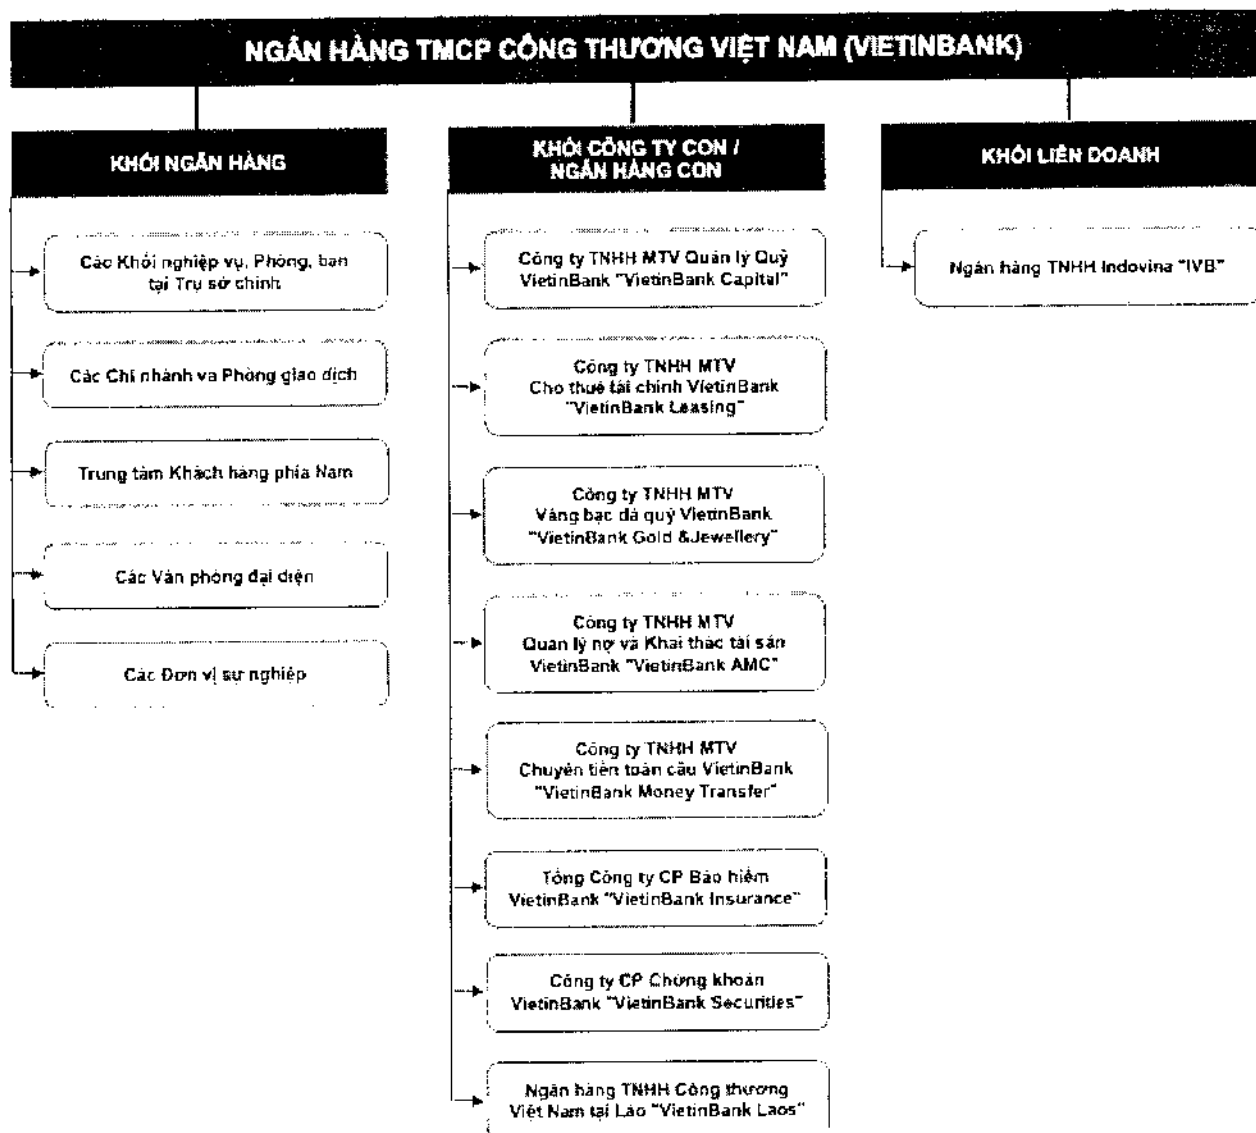 NGÂN HÀNG TMCP CÔNG THƯƠNG VIỆT NAM (VIETINBANK)
KHỐI NGÂN HÀNG
Các Khối nghiệp vụ, Phòng, ban
tại Trụ sở chính
Các Chi nhánh và Phòng giao dịch
Trung tâm Khách hàng phía Nam
Các Văn phòng đại diện
Các Đơn vị sự nghiệp
KHỐI CÔNG TY CON /
NGÂN HÀNG CON
Công ty TNHH MTV Quản lý Quỹ
VietinBank "VietinBank Capital"
Công ty TNHH MTV
Cho thuê tài chính VietinBank
"VietinBank Leasing"
Công ty TNHH MTV
Vàng bạc đá quý VietinBank
"VietinBank Gold &Jewellery"
Công ty TNHH MTV
Quản lý nợ và Khai thác tài sản
VietinBank "VietinBank AMC"
Công ty TNHH MTV
Chuyển tiền toàn cầu VietinBank
"VietinBank Money Transfer"
Tổng Công ty CP Bảo hiểm
VietinBank "VietinBank Insurance"
Công ty CP Chứng khoán
VietinBank "VietinBank Securities"
Ngân hàng TNHH Công thương
Việt Nam tại Lào "VietinBank Laos"
KHỐI LIÊN DOANH
Ngân hàng TNHH Indovina "IVB"